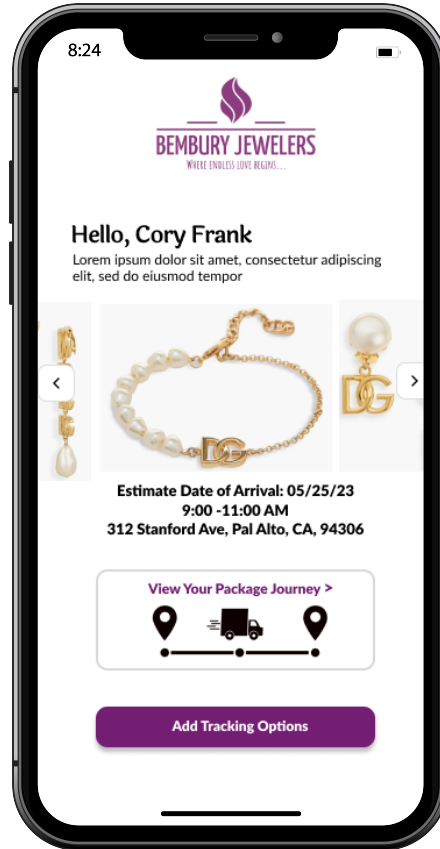 8:24
BEMBURY JEWELERS
WHERE ENDLESS LOVE BEGINS...
Hello, Cory Frank
Lorem ipsum dolor sit amet, consectetur adipiscing
elit, sed do eiusmod tempor
DG
DG
Estimate Date of Arrival: 05/25/23
9:00 -11:00 AM
312 Stanford Ave, Pal Alto, CA, 94306
View Your Package Journey >
Add Tracking Options